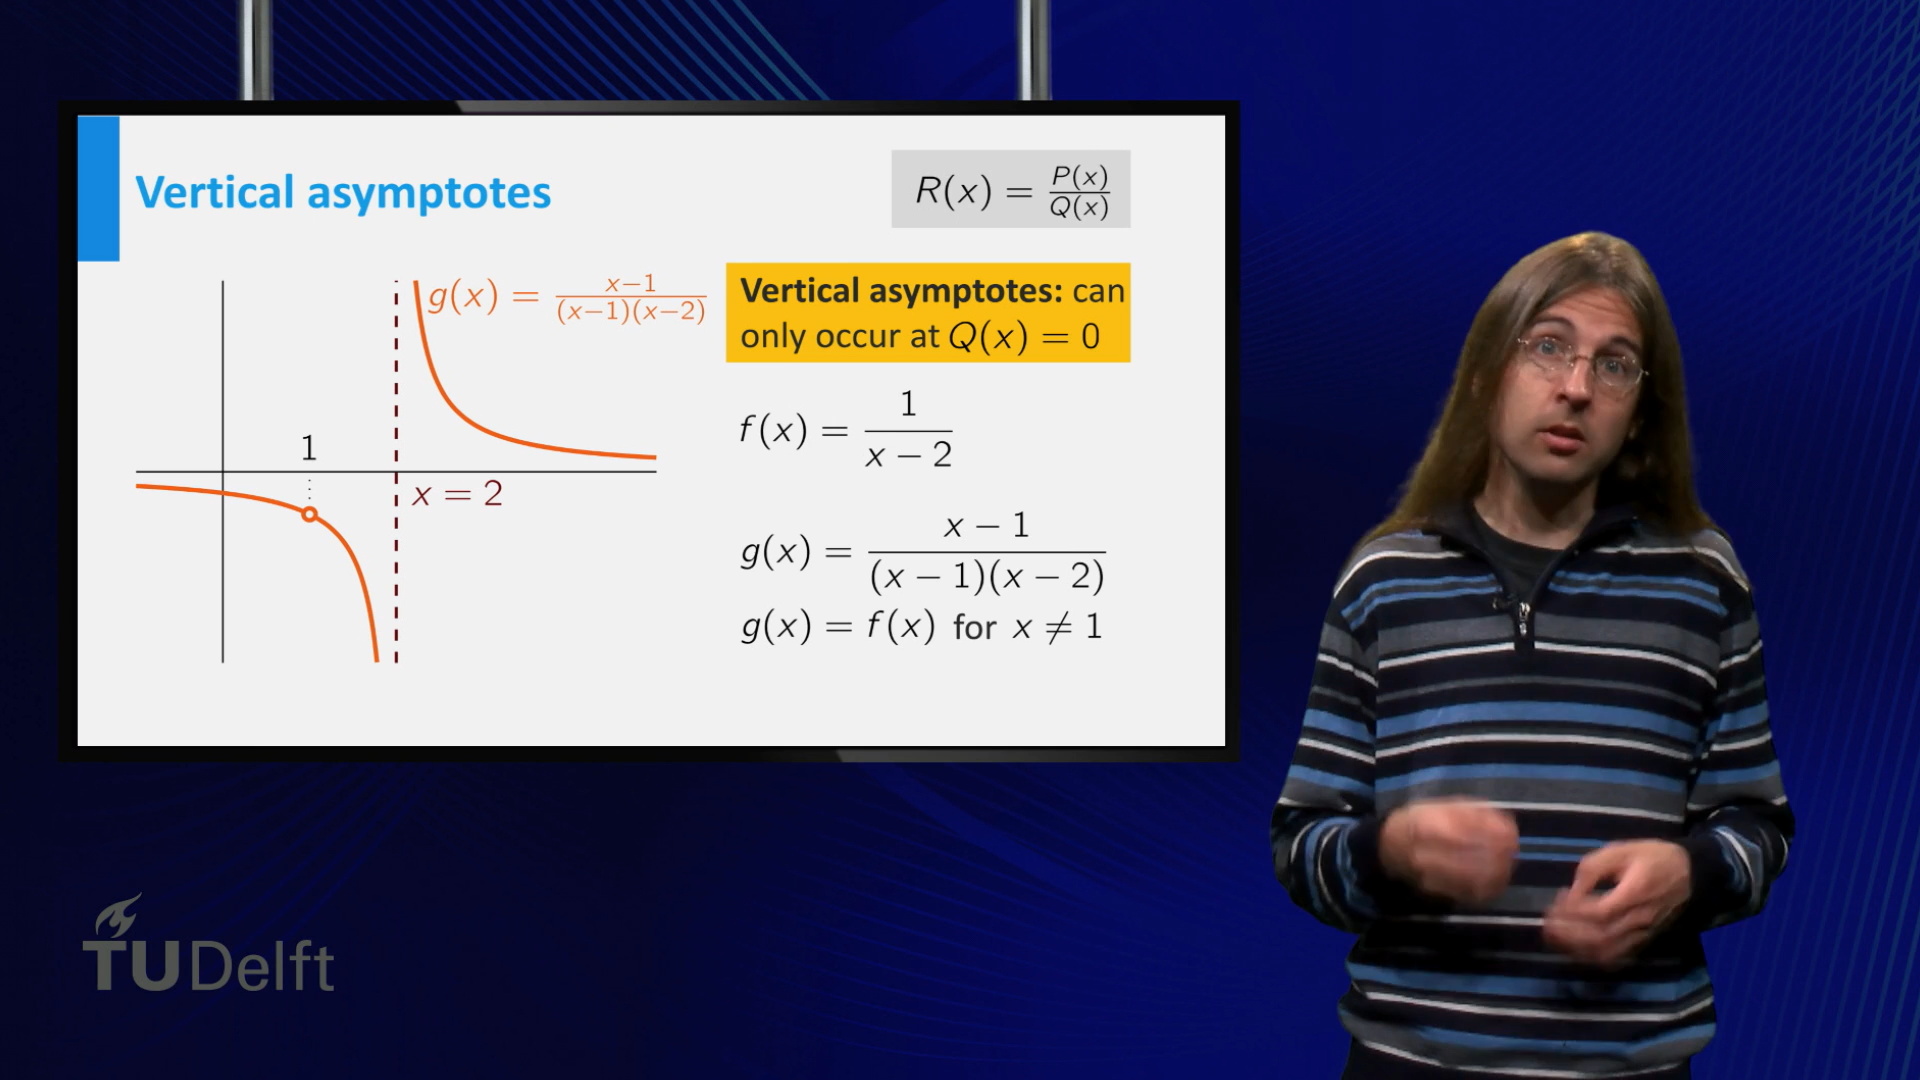 Vertical asymptotes
R(x) = P(x)/Q(x)
g(x) = x−1/(x−1)(x−2)
1
x = 2
Vertical asymptotes: can
only occur at Q(x) = 0
f(x) = 1/x − 2
g(x) = x − 1/(x − 1)(x − 2)
g(x) = f(x) for x ≠ 1
TUDelft